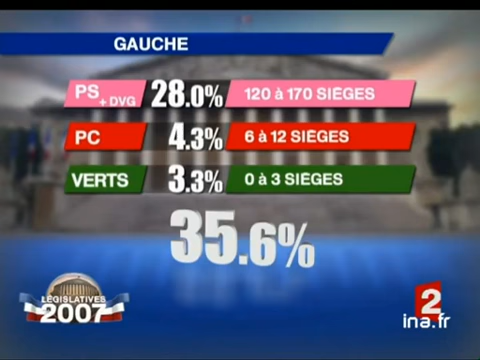 GAUCHE
PS + DVG 28.0% 120 à 170 SIÈGES
PC 4.3% 6 à 12 SIÈGES
VERTS 3.3% 0 à 3 SIÈGES
35.6%
LÉGISLATIVES
2007
2
ina.fr